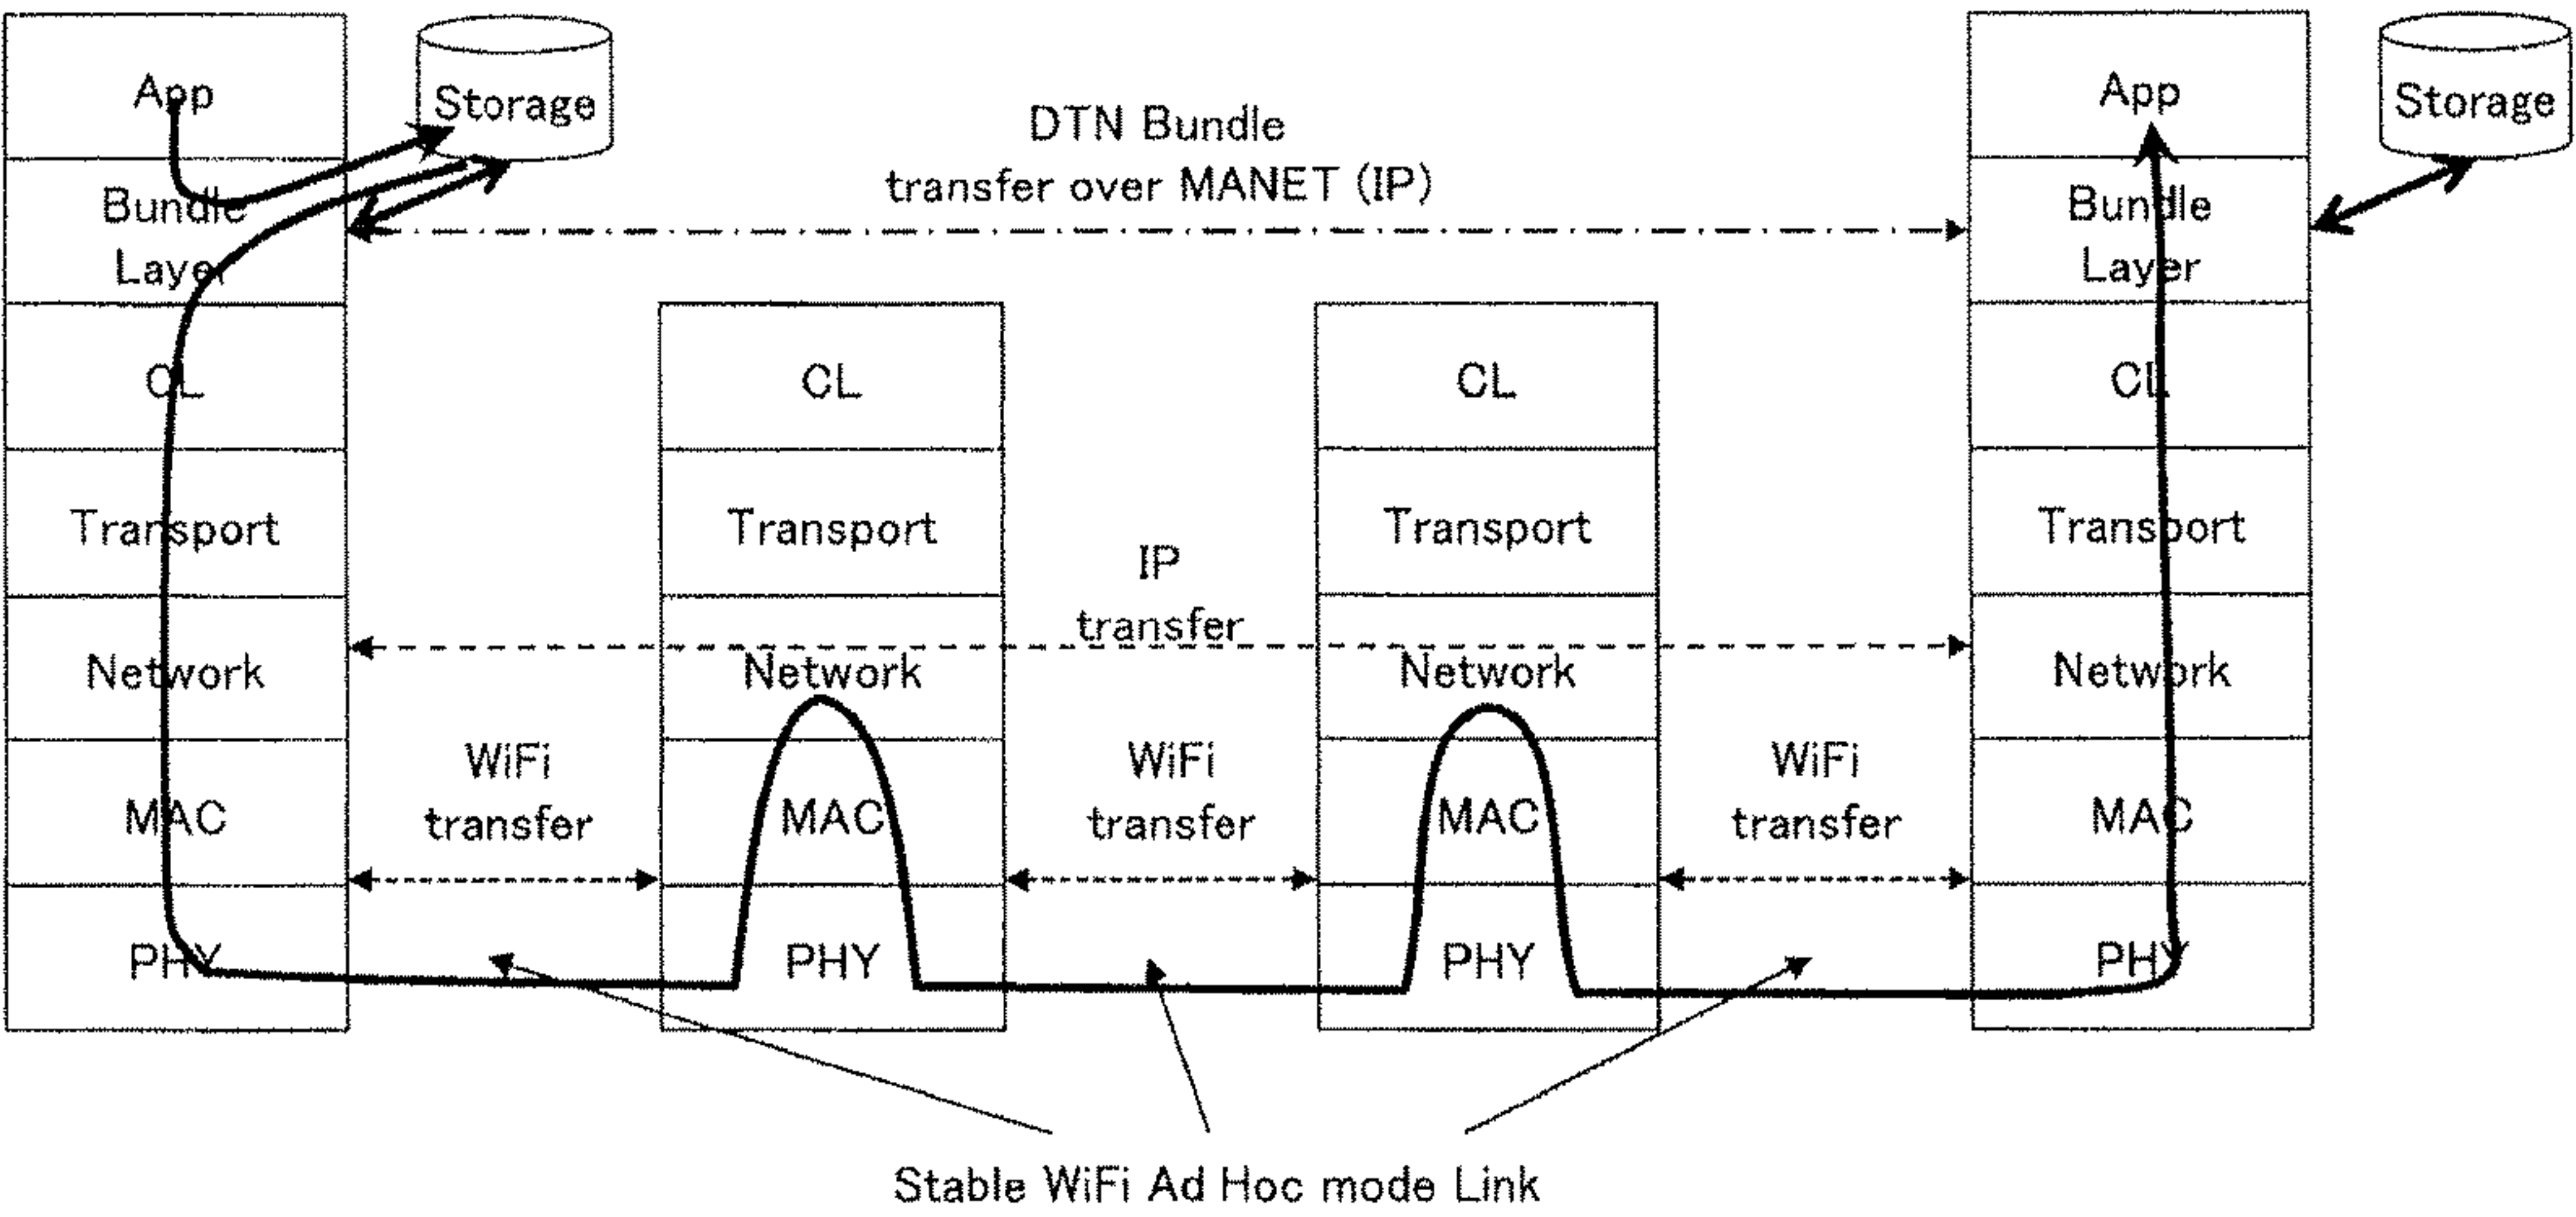 App
Storage
Bundle
Layer
CL
Transport
Network
MAC
PHY
DTN Bundle
transfer over MANET (IP)
WiFi
transfer
CL
Transport
Network
MAC
PHY
IP
transfer
WiFi
transfer
CL
Transport
Network
MAC
PHY
WiFi
transfer
App
Storage
Bundle
Layer
CL
Transport
Network
MAC
PHY
Stable WiFi Ad Hoc mode Link